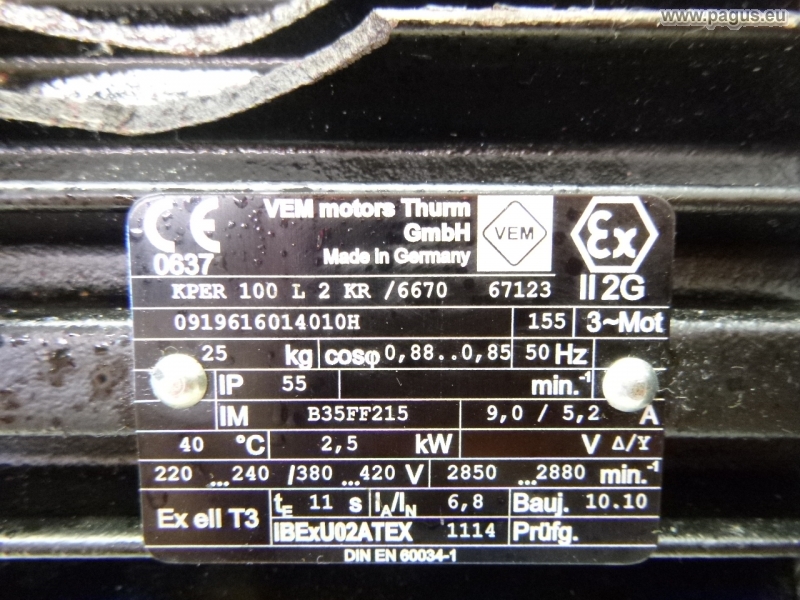 www.pagus.eu
VEM motors Thurm
GmbH
Made in Germany
VEM
CE
0637
Ex
KPER 100 L 2 KR /6670 67123 II 2G
0919616014010H 155 3~Mot
25 kg cosφ 0,88..0,85 50 Hz
IP 55 min.-1
IM B35FF215 9,0 / 5,2 A
40 °C 2,5 kW V Δ/Y
220 ...240 /380 ...420 V 2850 ...2880 min.-1
Ex eII T3 tE 11 s IA/IN 6,8 Bauj. 10.10
IBExU02ATEX 1114 Prüfg.
DIN EN 60034-1